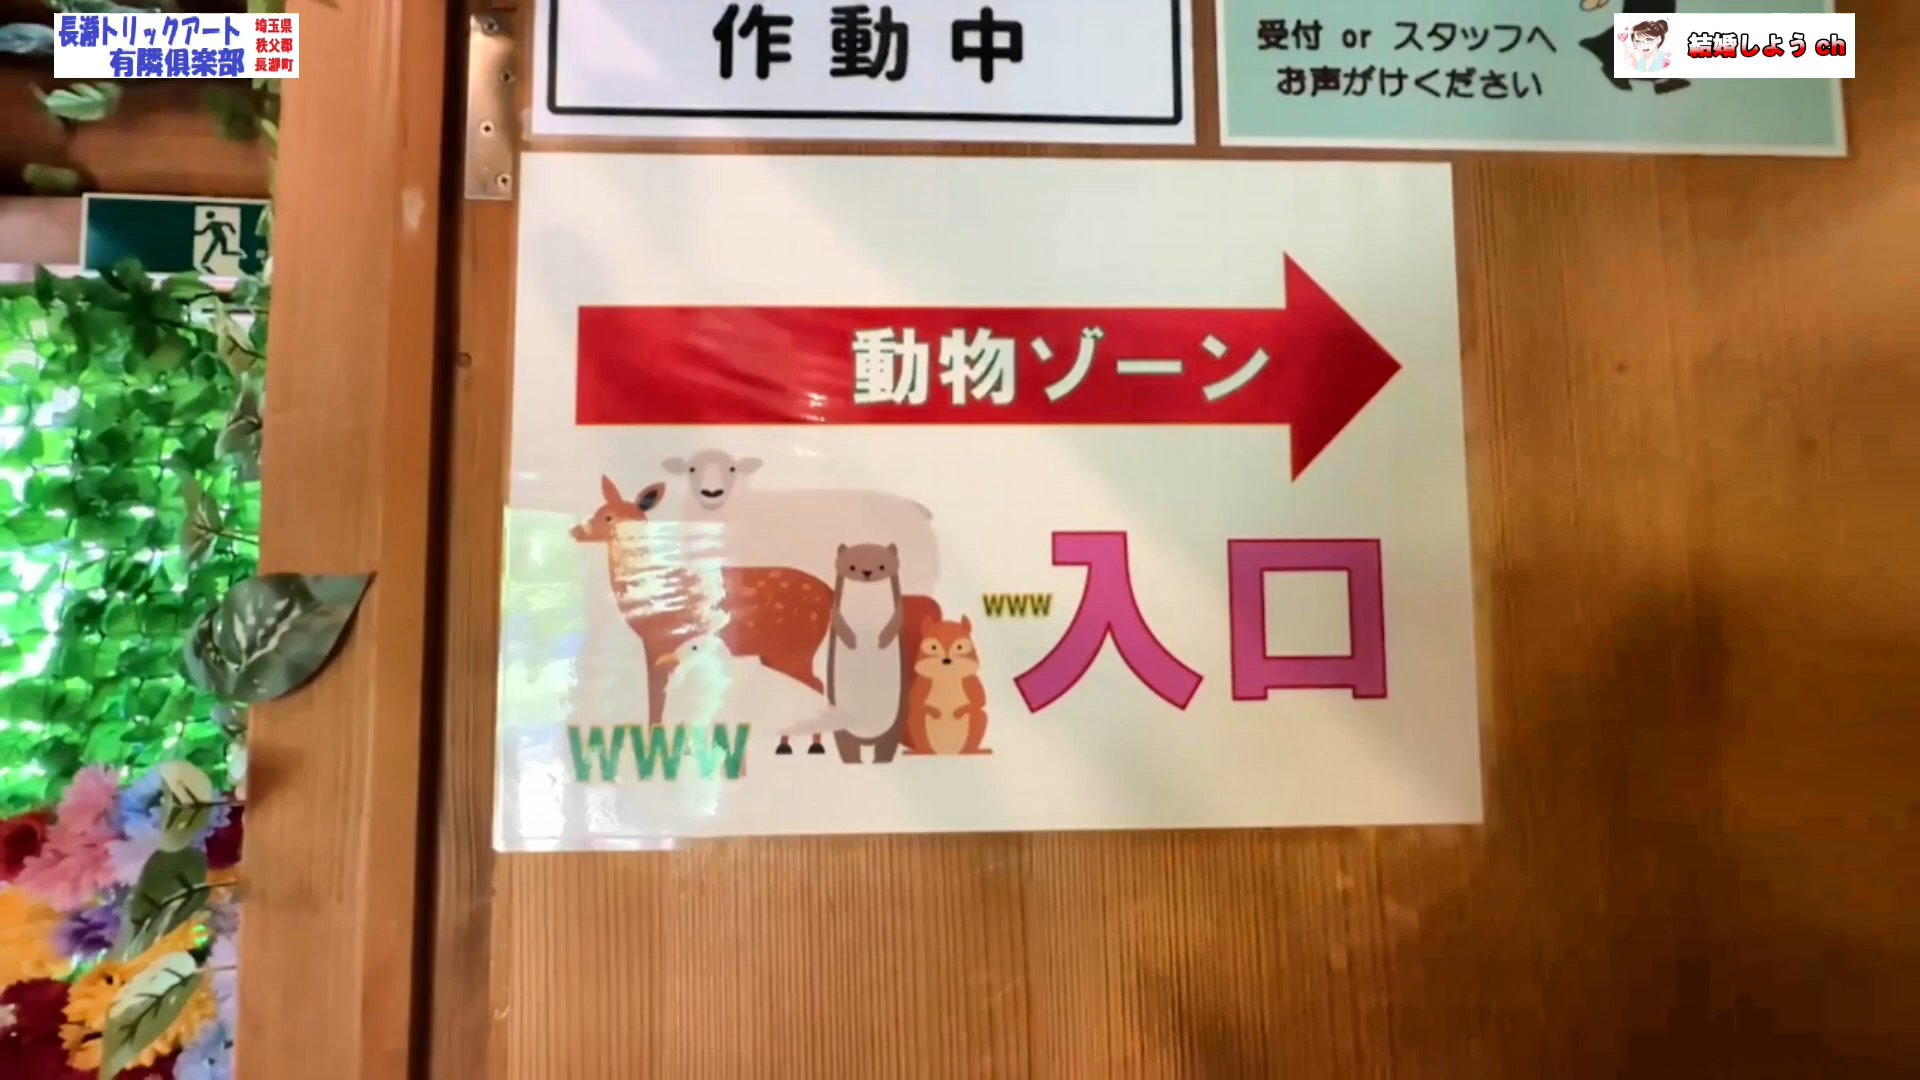 長瀞トリックアート
有隣倶楽部
埼玉県
秩父郡
長瀞町
結婚しようch
作動中
受付 or スタッフへ
お声がけください
動物ゾーン
www
入口
WWW